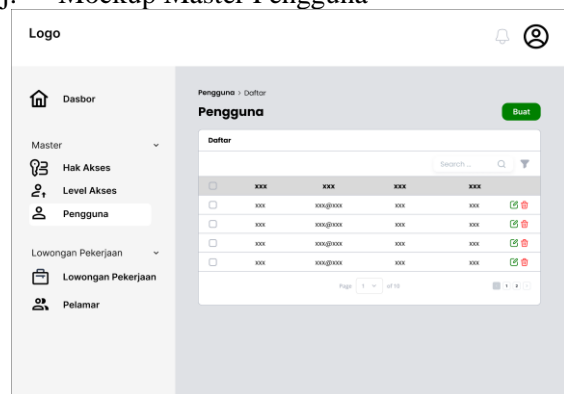 j. Mockup Master Pengguna
Logo
Dasbor
Master
Hak Akses
Level Akses
Pengguna
Lowongan Pekerjaan
Lowongan Pekerjaan
Pelamar
Pengguna > Daftar
Pengguna
Buat
Daftar
Search ...
xxx xxx xxx xxx
xxx xxx@xxx xxx xxx
xxx xxx@xxx xxx xxx
xxx xxx@xxx xxx xxx
xxx xxx@xxx xxx xxx
Page 1 of 10